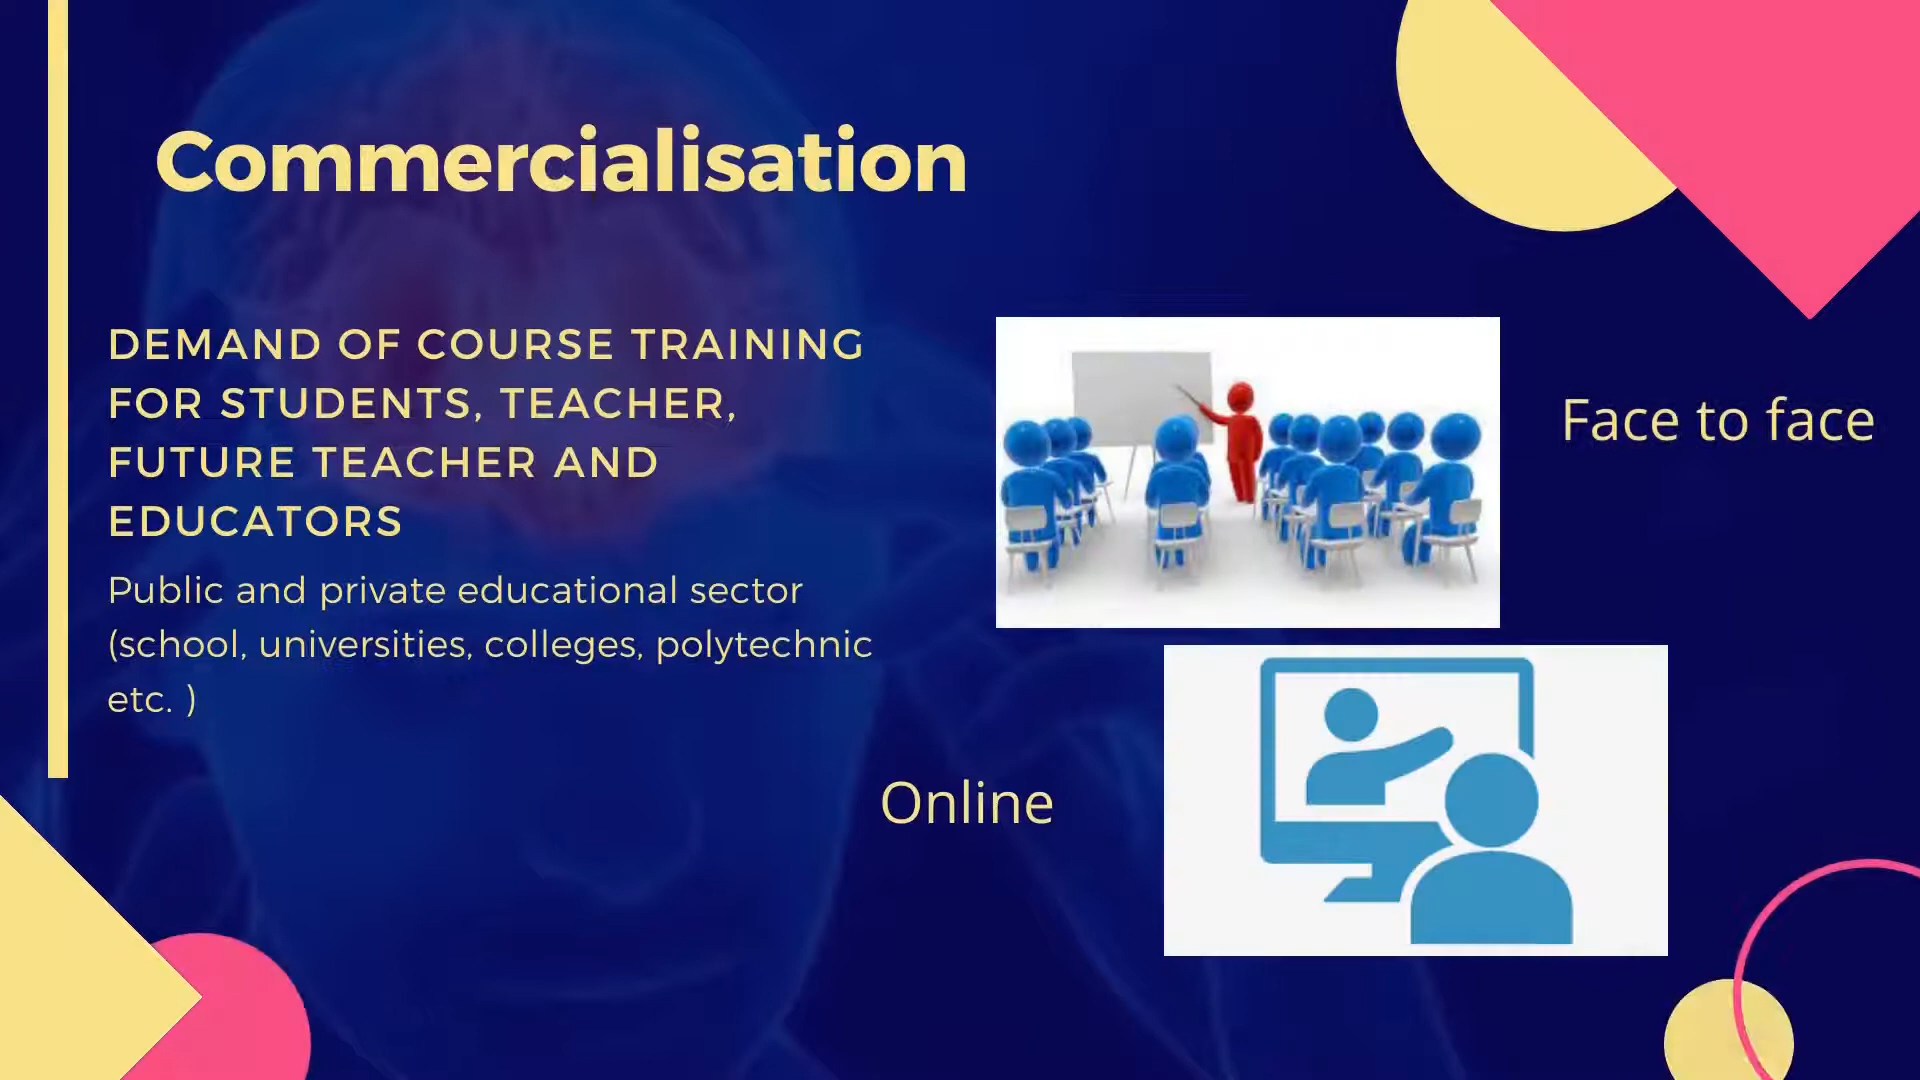 Commercialisation
DEMAND OF COURSE TRAINING
FOR STUDENTS, TEACHER,
FUTURE TEACHER AND
EDUCATORS
Public and private educational sector
(school, universities, colleges, polytechnic
etc. )
Face to face
Online